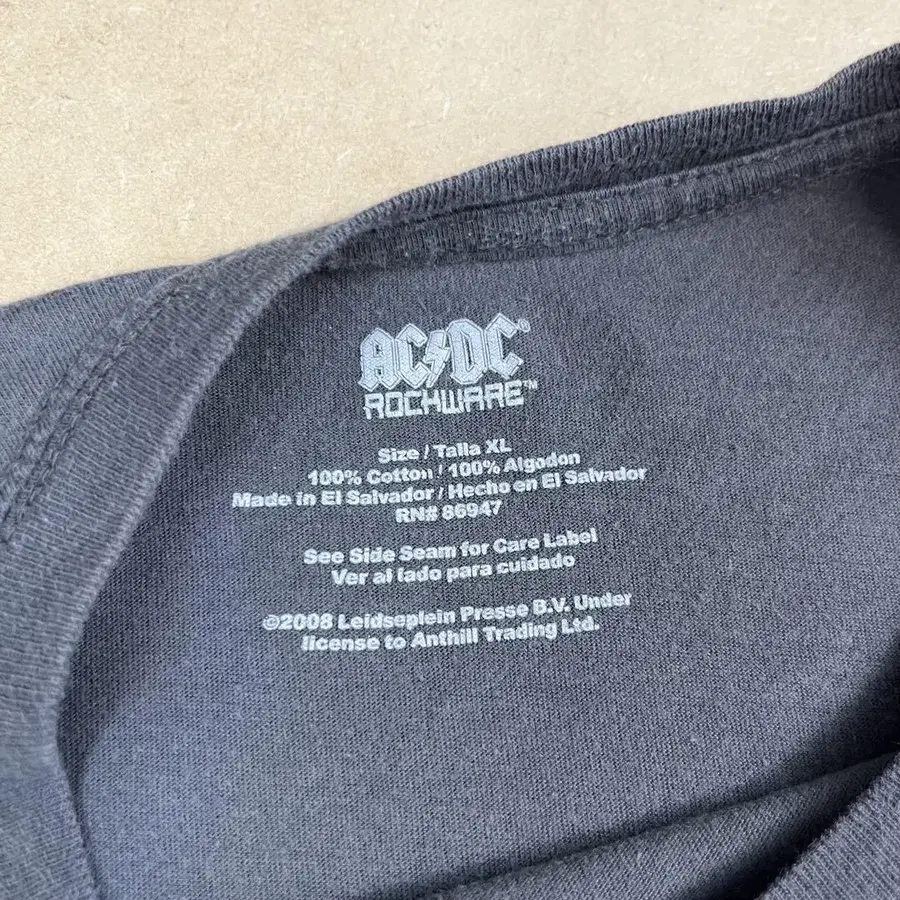 AC⚡DC®
ROCKWARE™
Size / Talla XL
100% Cotton / 100% Algodon
Made in El Salvador / Hecho en El Salvador
RN# 86947
See Side Seam for Care Label
Ver al lado para cuidado
©2008 Leidseplein Presse B.V. Under
license to Anthill Trading Ltd.